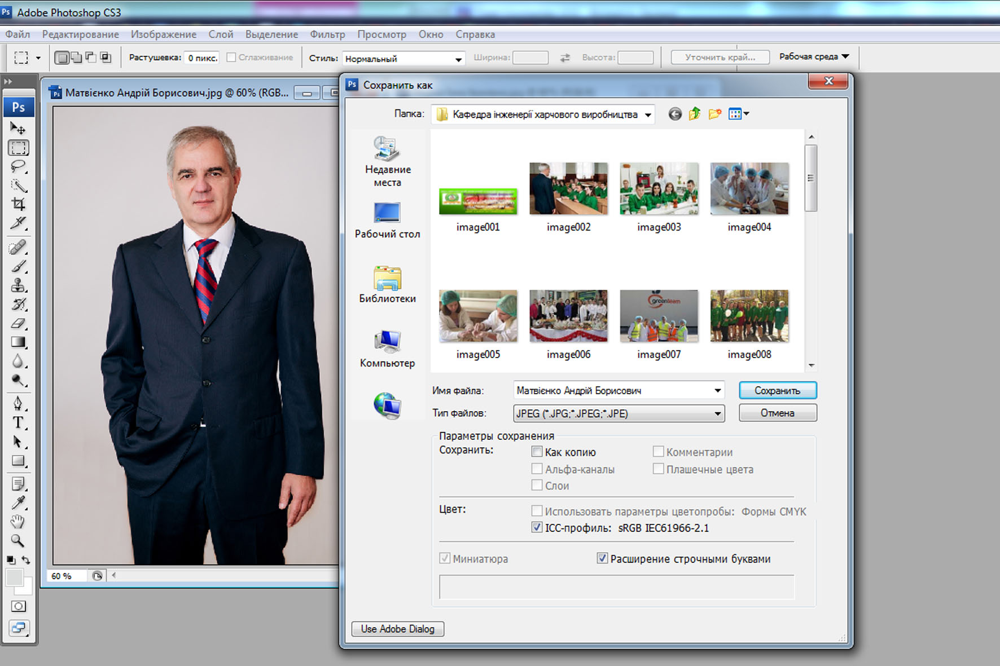 Ps Adobe Photoshop CS3
Файл Редактирование Изображение Слой Выделение Фильтр Просмотр Окно Справка
Растушевка: 0 пикс. Сглаживание Стиль: Нормальный Ширина: Высота: Уточнить край... Рабочая среда
Ps
Матвієнко Андрій Борисович.jpg @ 60% (RGB...
60 %
Ps Сохранить как
Папка: Кафедра інженерії харчового виробництва
Недавние
места
Рабочий стол
Библиотеки
Компьютер
image001 image002 image003 image004
greenteam
image005 image006 image007 image008
Имя файла: Матвієнко Андрій Борисович Сохранить
Тип файлов: JPEG (*.JPG;*.JPEG;*.JPE) Отмена
Параметры сохранения
Сохранить: Как копию Комментарии
Альфа-каналы Плашечные цвета
Слои
Цвет: Использовать параметры цветопробы: Формы CMYK
ICC-профиль: sRGB IEC61966-2.1
Миниатюра Расширение строчными буквами
Use Adobe Dialog